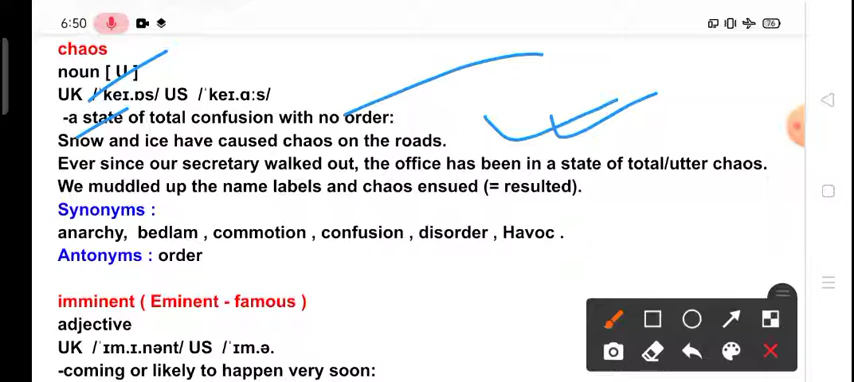 6:50
76
chaos
noun [ U ]
UK /ˈkeɪ.ɒs/ US /ˈkeɪ.ɑːs/
-a state of total confusion with no order:
Snow and ice have caused chaos on the roads.
Ever since our secretary walked out, the office has been in a state of total/utter chaos.
We muddled up the name labels and chaos ensued (= resulted).
Synonyms :
anarchy, bedlam , commotion , confusion , disorder , Havoc .
Antonyms : order
imminent ( Eminent - famous )
adjective
UK /ˈɪm.ɪ.nənt/ US /ˈɪm.ə.
-coming or likely to happen very soon: